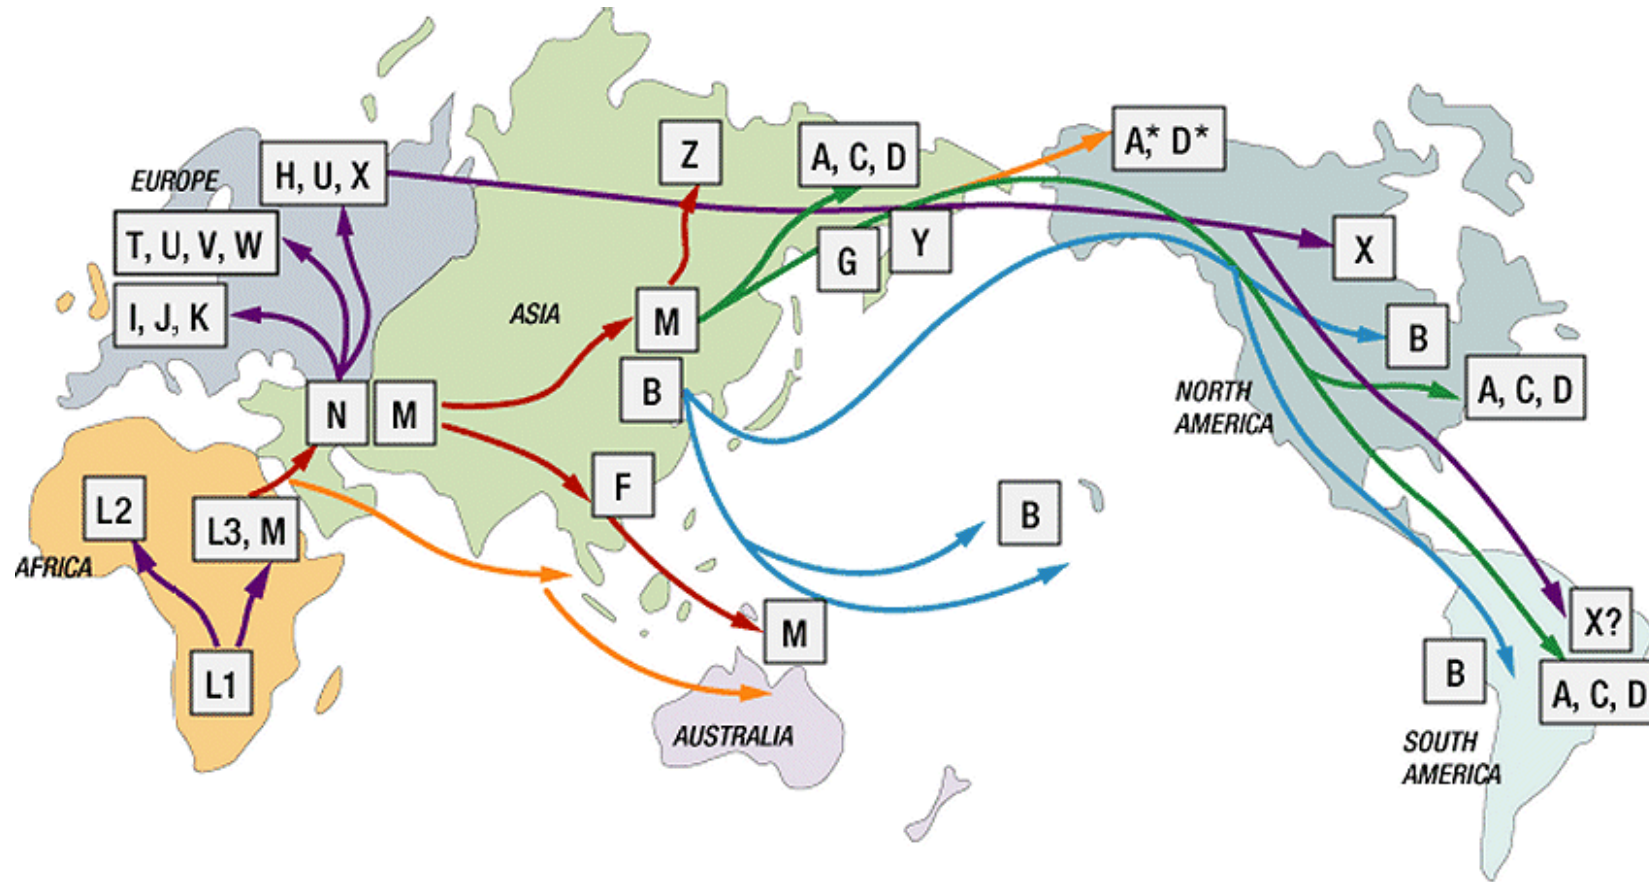 EUROPE
H, U, X
T, U, V, W
I, J, K
N
M
L2
L3, M
AFRICA
L1
ASIA
Z
A, C, D
G
Y
M
B
F
M
AUSTRALIA
B
A,* D*
X
B
A, C, D
NORTH
AMERICA
X?
B
A, C, D
SOUTH
AMERICA